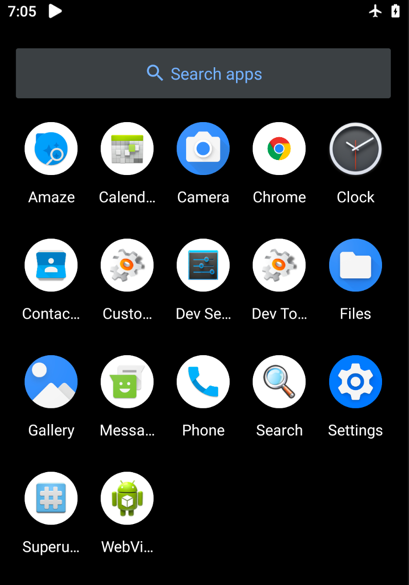 7:05
Search apps
Amaze Calend... Camera Chrome Clock
Contac... Custo... Dev Se... Dev To... Files
Gallery Messa... Phone Search Settings
Superu... WebVi...